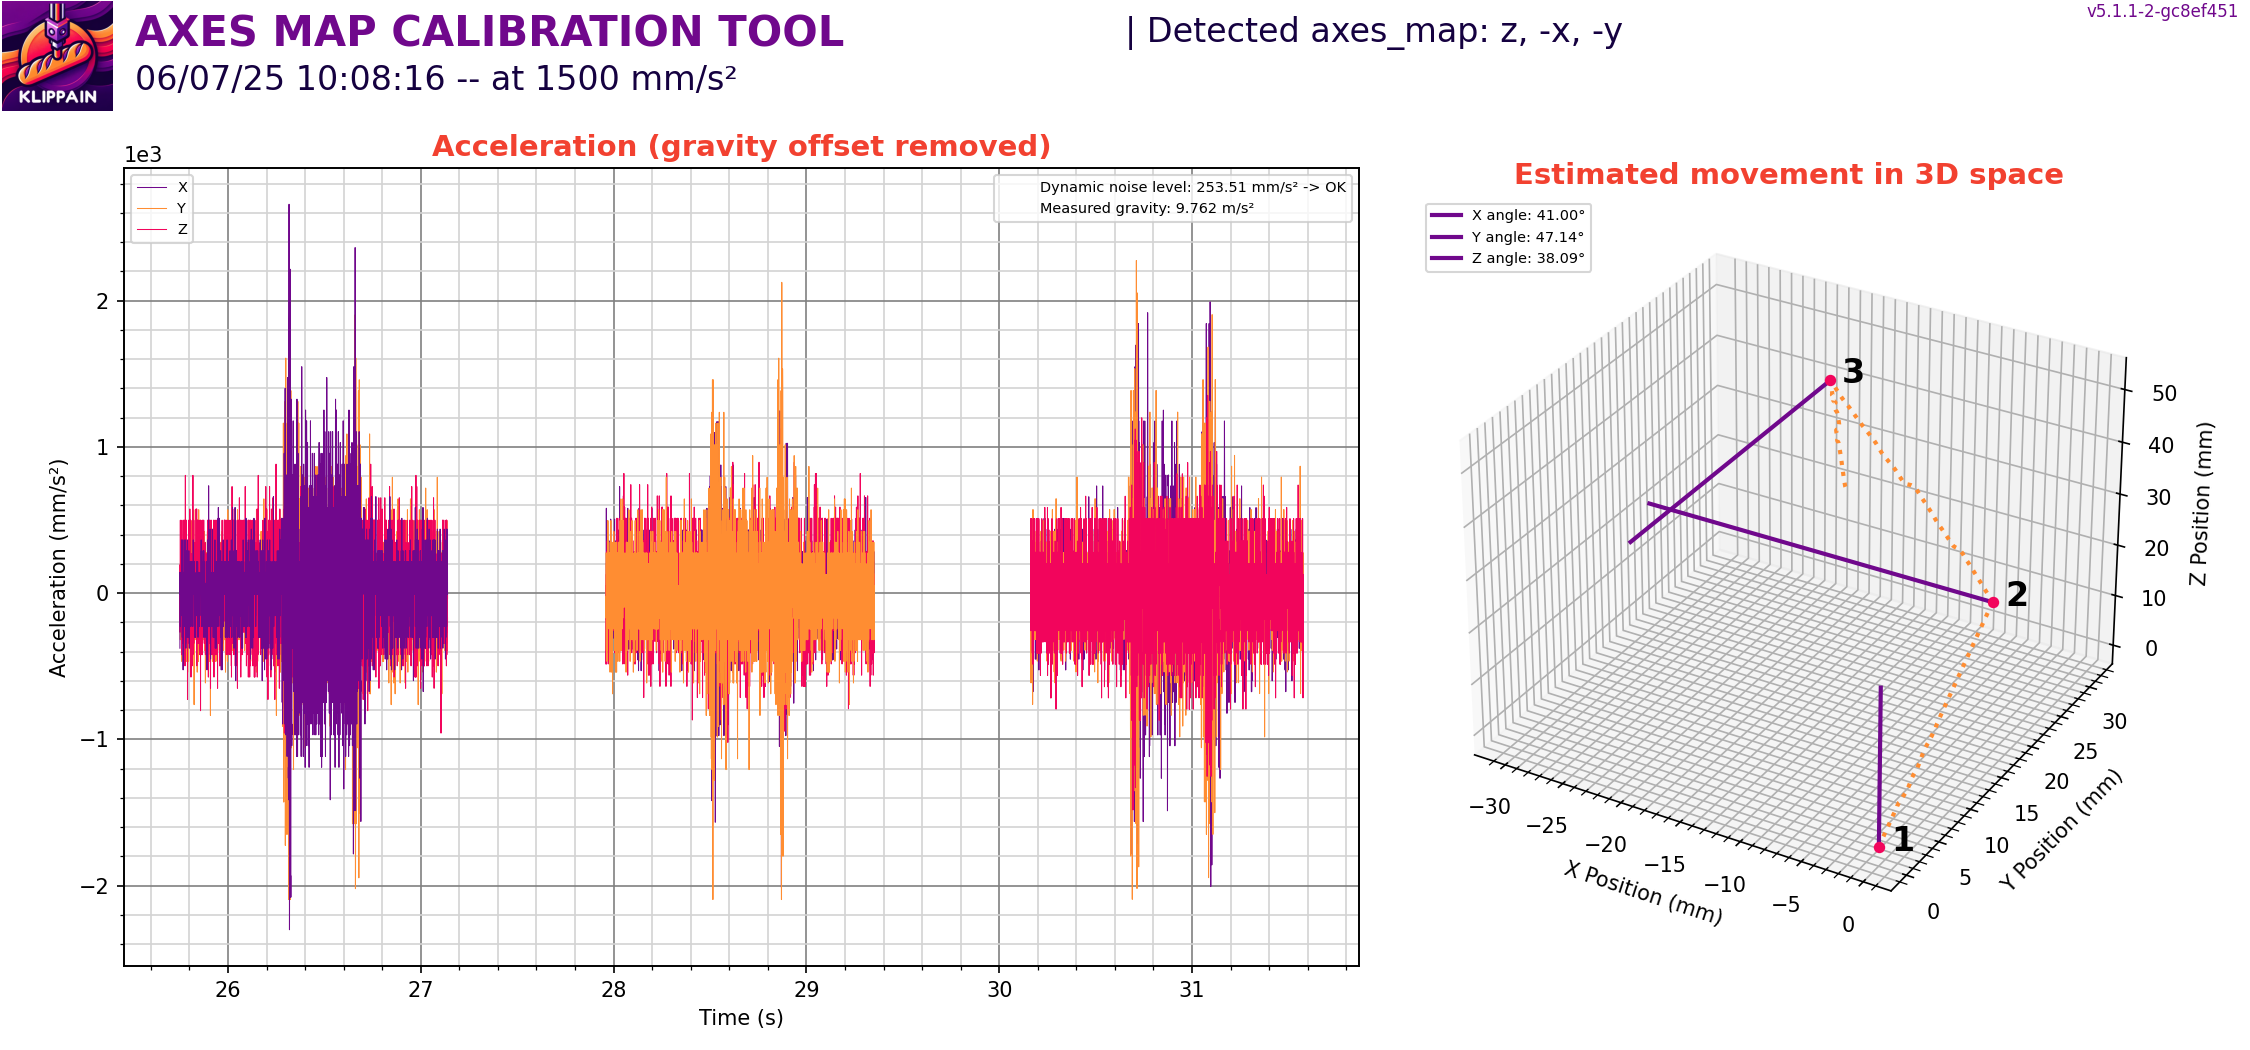 AXES MAP CALIBRATION TOOL
| Detected axes_map: z, -x, -y
v5.1.1-2-gc8ef451
06/07/25 10:08:16 -- at 1500 mm/s²
KLIPPAIN
Acceleration (gravity offset removed)
1e3
X
Y
Z
Dynamic noise level: 253.51 mm/s² -> OK
Measured gravity: 9.762 m/s²
2
1
0
−1
−2
Acceleration (mm/s²)
26
27
28
29
30
31
Time (s)
Estimated movement in 3D space
X angle: 41.00°
Y angle: 47.14°
Z angle: 38.09°
3
2
1
50
40
30
20
10
0
Z Position (mm)
30
25
20
15
10
5
0
Y Position (mm)
−30
−25
−20
−15
−10
−5
0
X Position (mm)